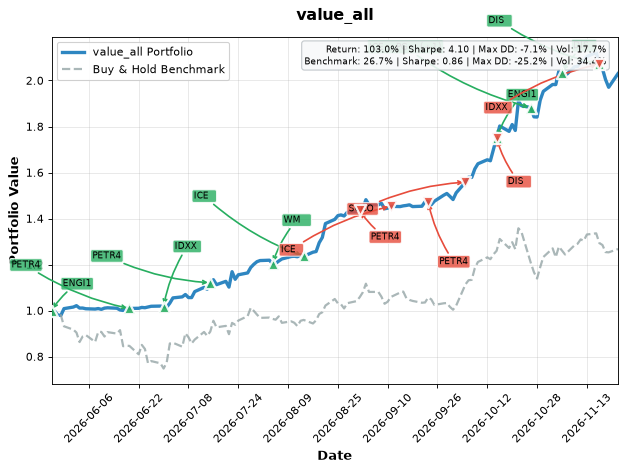 value_all
DIS
value_all Portfolio
Buy & Hold Benchmark
Return: 103.0% | Sharpe: 4.10 | Max DD: -7.1% | Vol: 17.7%
Benchmark: 26.7% | Sharpe: 0.86 | Max DD: -25.2% | Vol:
ENGI1
IDXX
DIS
ICE
WM
PETR4
ICE
IDXX
PETR4
PETR4
PETR4
ENGI1
Portfolio Value
2.0
1.8
1.6
1.4
1.2
1.0
0.8
2026-06-06
2026-06-22
2026-07-08
2026-07-24
2026-08-09
2026-08-25
2026-09-10
2026-09-26
2026-10-12
2026-10-28
2026-11-13
Date